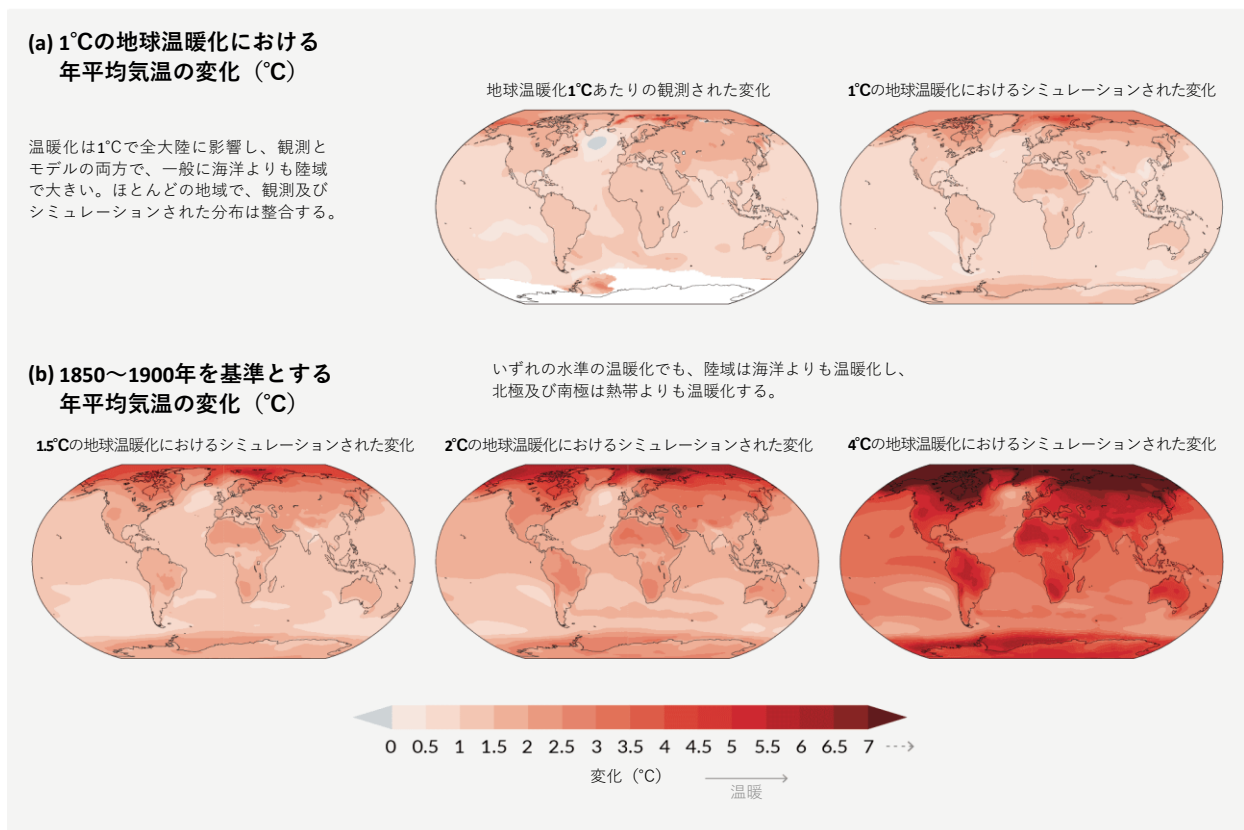 (a) 1℃の地球温暖化における
年平均気温の変化（℃）
地球温暖化1℃あたりの観測された変化
1℃の地球温暖化におけるシミュレーションされた変化
温暖化は1℃で全大陸に影響し、観測と
モデルの両方で、一般に海洋よりも陸域
で大きい。ほとんどの地域で、観測及び
シミュレーションされた分布は整合する。
(b) 1850～1900年を基準とする
年平均気温の変化（℃）
いずれの水準の温暖化でも、陸域は海洋よりも温暖化し、
北極及び南極は熱帯よりも温暖化する。
1.5℃の地球温暖化におけるシミュレーションされた変化
2℃の地球温暖化におけるシミュレーションされた変化
4℃の地球温暖化におけるシミュレーションされた変化
0 0.5 1 1.5 2 2.5 3 3.5 4 4.5 5 5.5 6 6.5 7
変化（℃）
温暖